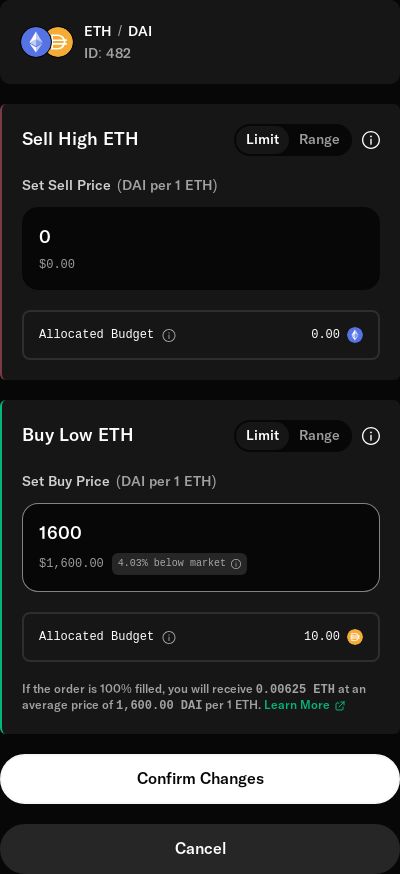 ETH / DAI
ID: 482
Sell High ETH
Limit Range
Set Sell Price (DAI per 1 ETH)
0
$0.00
Allocated Budget 0.00
Buy Low ETH
Limit Range
Set Buy Price (DAI per 1 ETH)
1600
$1,600.00 4.03% below market
Allocated Budget 10.00
If the order is 100% filled, you will receive 0.00625 ETH at an
average price of 1,600.00 DAI per 1 ETH. Learn More
Confirm Changes
Cancel